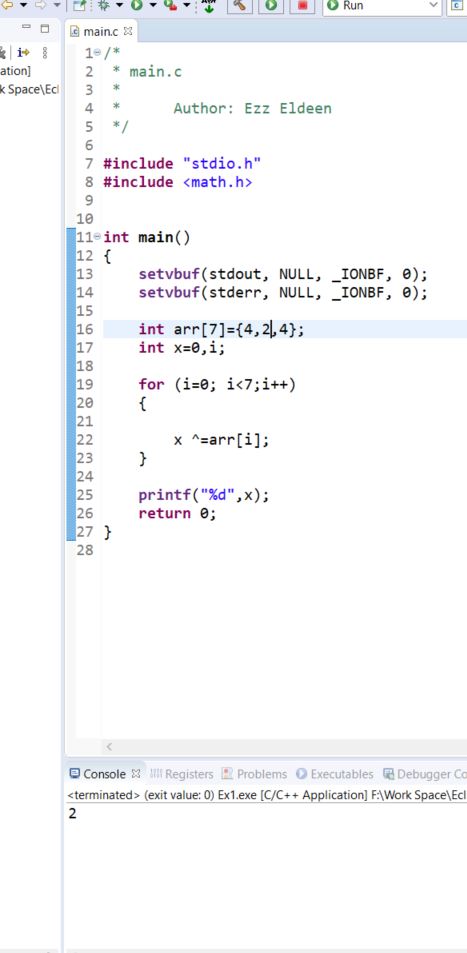 Run
main.c
ation]
k Space\Ecl
1 /*
2  * main.c
3  *
4  *      Author: Ezz Eldeen
5  */
6
7 #include "stdio.h"
8 #include <math.h>
9
10
11 int main()
12 {
13     setvbuf(stdout, NULL, _IONBF, 0);
14     setvbuf(stderr, NULL, _IONBF, 0);
15
16     int arr[7]={4,2,4};
17     int x=0,i;
18
19     for (i=0; i<7;i++)
20     {
21
22         x ^=arr[i];
23     }
24
25     printf("%d",x);
26     return 0;
27 }
28
Console Registers Problems Executables Debugger Co
<terminated> (exit value: 0) Ex1.exe [C/C++ Application] F:\Work Space\Ecl
2